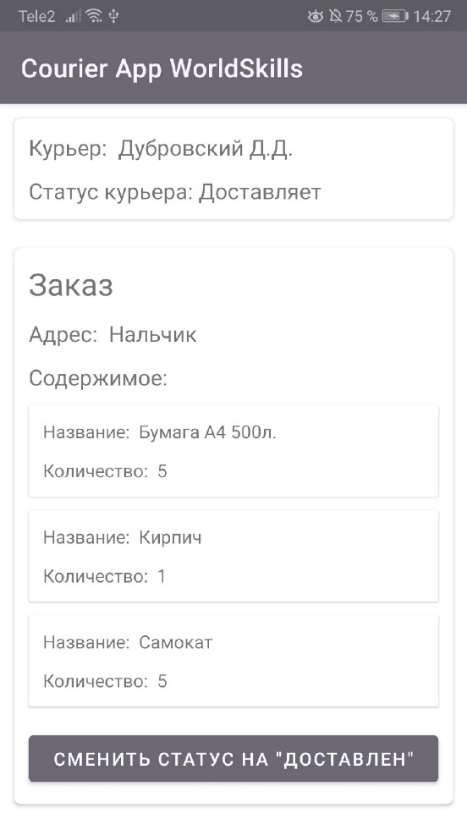 Tele2 75 % 14:27
Courier App WorldSkills
Курьер: Дубровский Д.Д.
Статус курьера: Доставляет
Заказ
Адрес: Нальчик
Содержимое:
Название: Бумага А4 500л.
Количество: 5
Название: Кирпич
Количество: 1
Название: Самокат
Количество: 5
СМЕНИТЬ СТАТУС НА "ДОСТАВЛЕН"